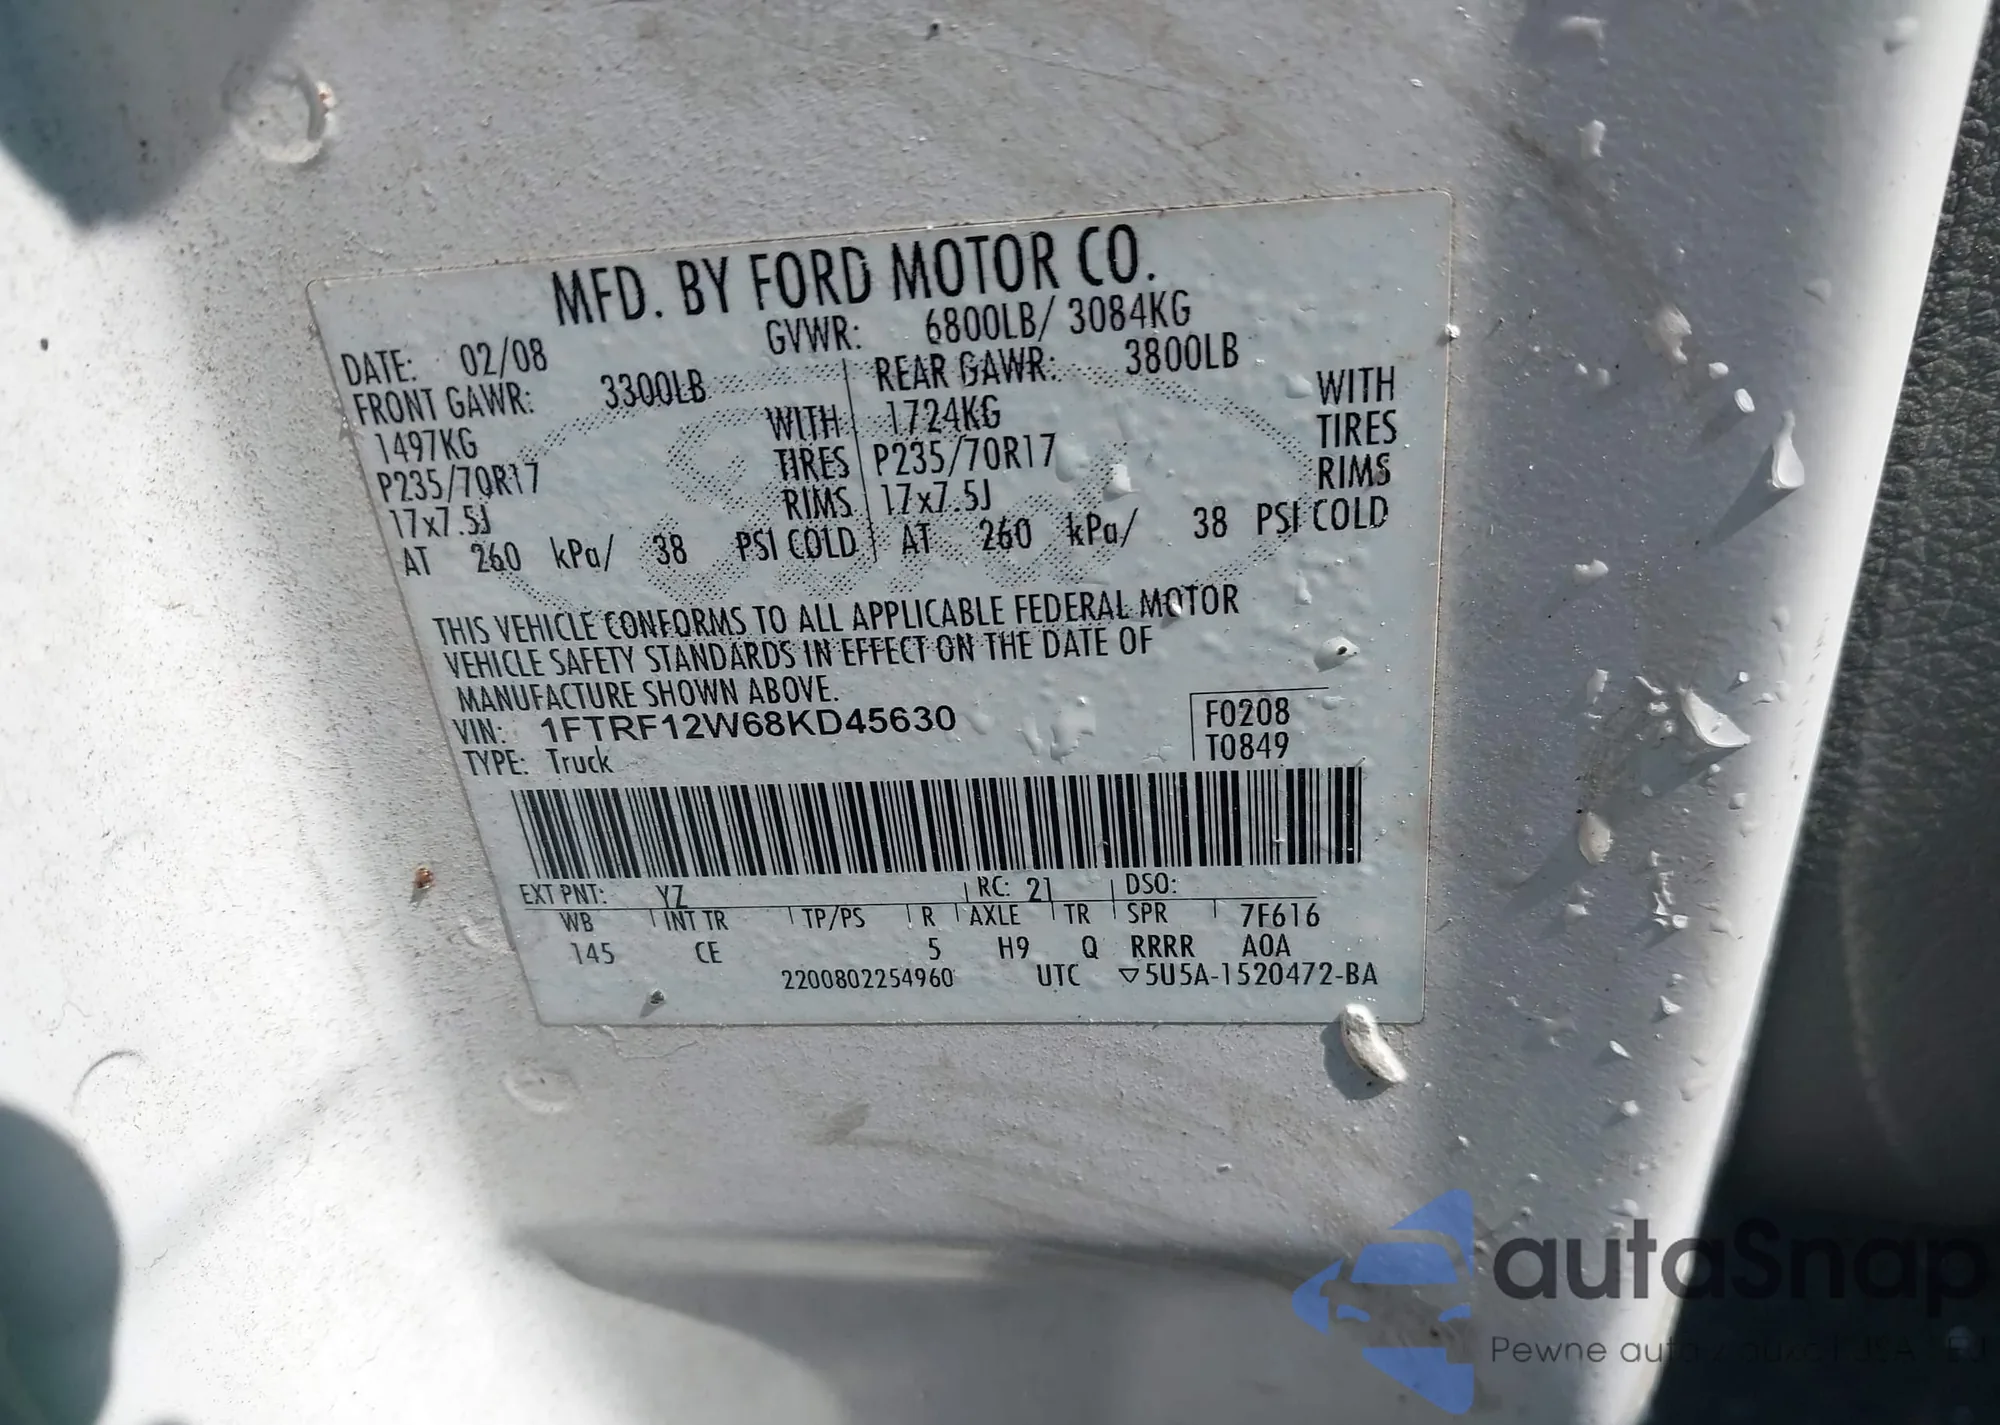 MFD. BY FORD MOTOR CO.
DATE: 02/08 GVWR: 6800LB/ 3084KG
FRONT GAWR: 3300LB REAR GAWR: 3800LB
1497KG WITH 1724KG WITH
P235/70R17 TIRES P235/70R17 TIRES
17x7.5J RIMS 17x7.5J RIMS
AT 260 kPa/ 38 PSI COLD AT 260 kPa/ 38 PSI COLD
THIS VEHICLE CONFORMS TO ALL APPLICABLE FEDERAL MOTOR
VEHICLE SAFETY STANDARDS IN EFFECT ON THE DATE OF
MANUFACTURE SHOWN ABOVE.
VIN: 1FTRF12W68KD45630 F0208
TYPE: Truck T0849
EXT PNT: YZ RC: 21 DSO:
WB INT TR TP/PS R AXLE TR SPR 7F616
145 CE 5 H9 Q RRRR A0A
2200802254960 UTC ▽5U5A-1520472-BA
autaSnap
Pewne auta z aukcji USA